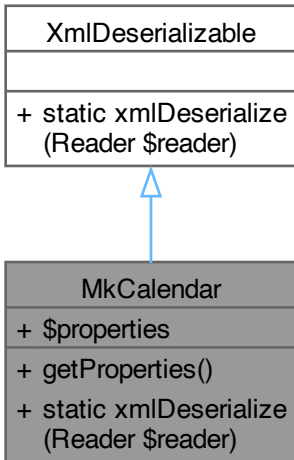 XmlDeserializable
+ static xmlDeserialize
(Reader $reader)
MkCalendar
+ $properties
+ getProperties()
+ static xmlDeserialize
(Reader $reader)